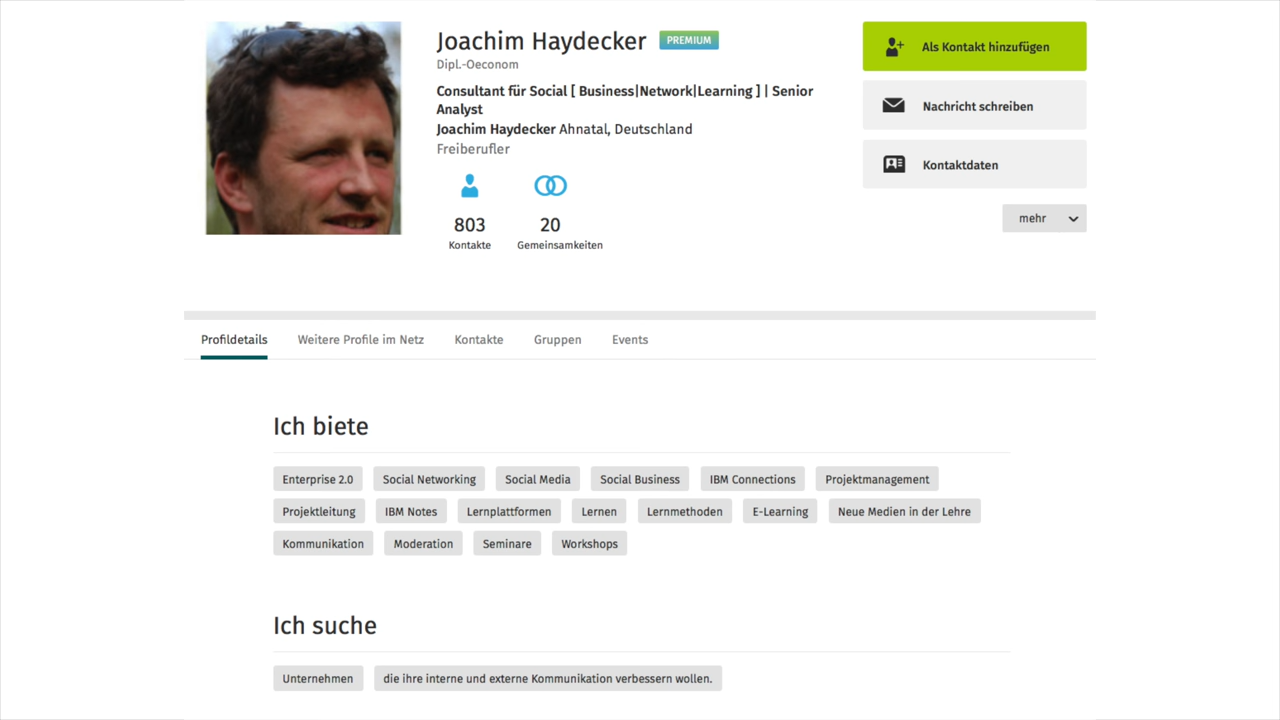 Joachim Haydecker PREMIUM
Dipl.-Oeconom
Consultant für Social [ Business|Network|Learning ] | Senior
Analyst
Joachim Haydecker Ahnatal, Deutschland
Freiberufler
803 20
Kontakte Gemeinsamkeiten
Als Kontakt hinzufügen
Nachricht schreiben
Kontaktdaten
mehr
Profildetails Weitere Profile im Netz Kontakte Gruppen Events
Ich biete
Enterprise 2.0 Social Networking Social Media Social Business IBM Connections Projektmanagement
Projektleitung IBM Notes Lernplattformen Lernen Lernmethoden E-Learning Neue Medien in der Lehre
Kommunikation Moderation Seminare Workshops
Ich suche
Unternehmen die ihre interne und externe Kommunikation verbessern wollen.